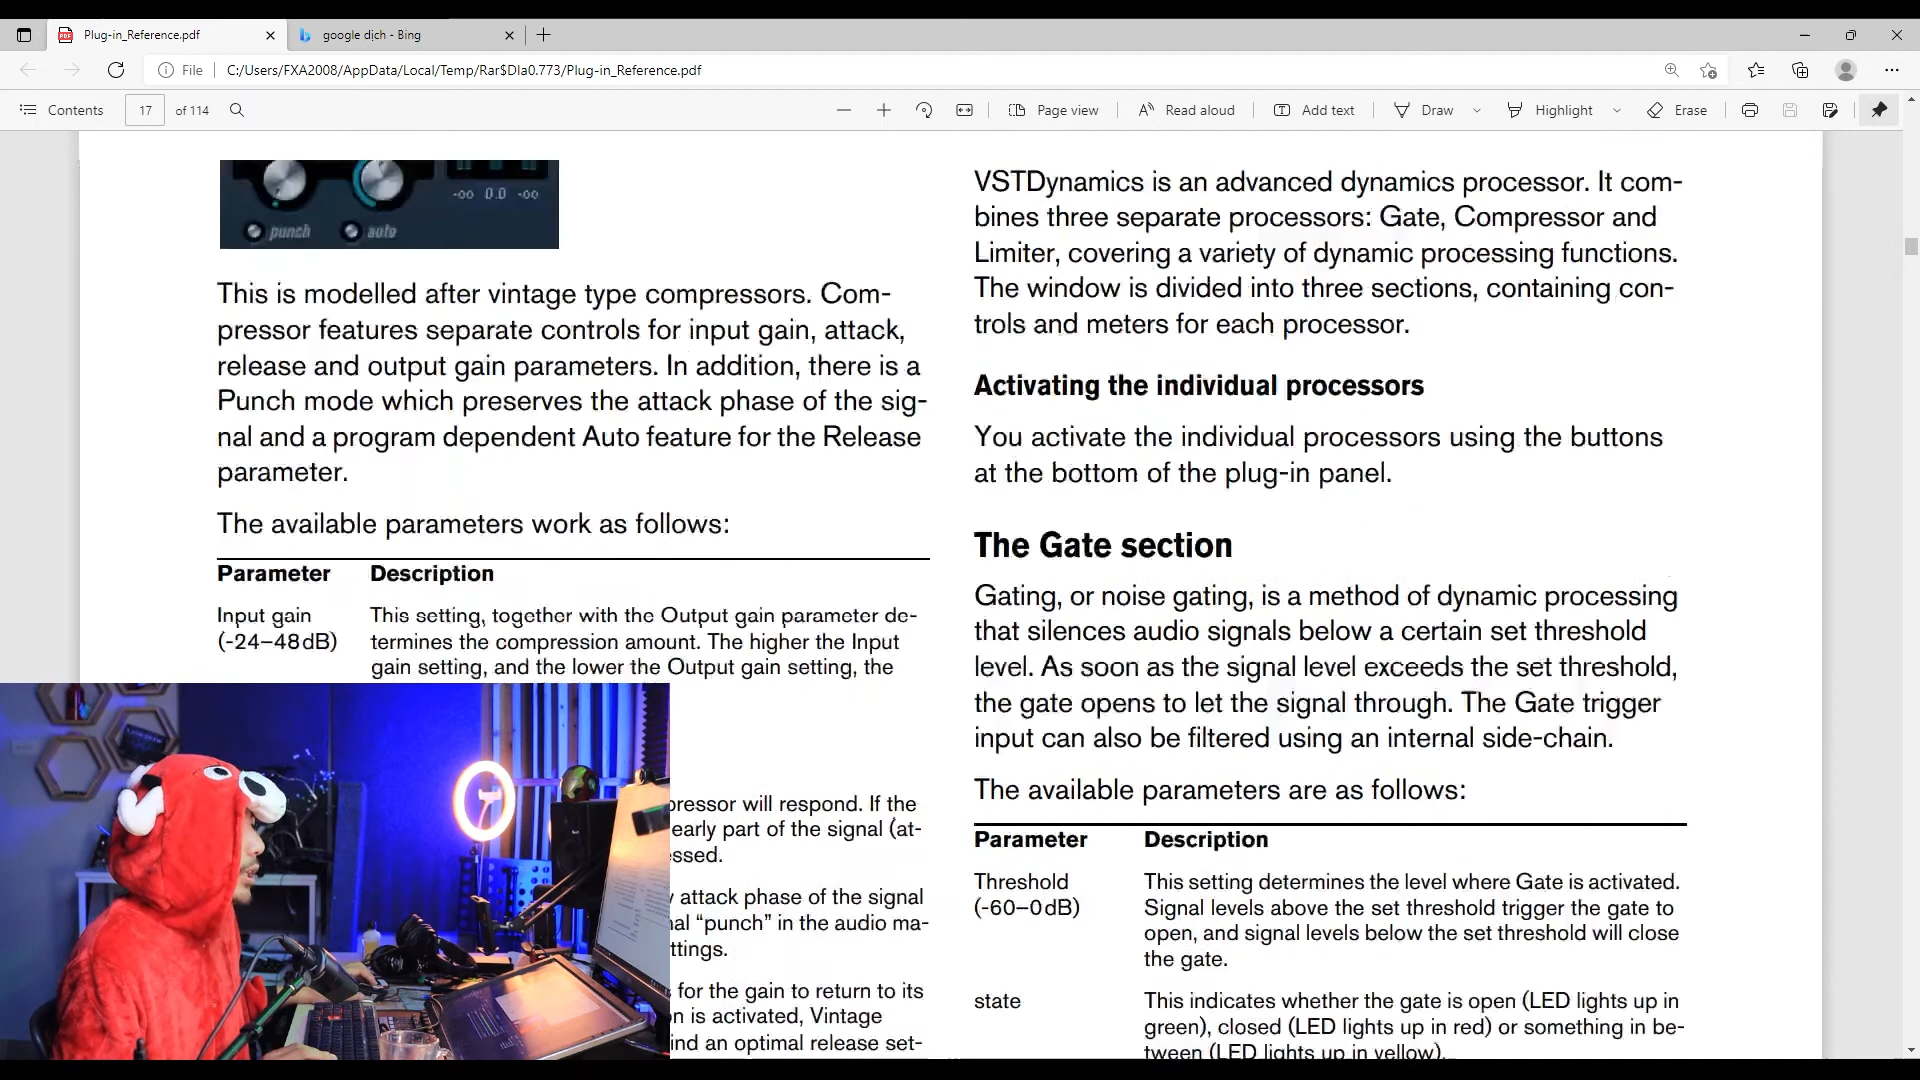 Plug-in_Reference.pdf
google dịch - Bing
File
C:/Users/FXA2008/AppData/Local/Temp/Rar$DIa0.773/Plug-in_Reference.pdf
Contents
17
of 114
Page view
Read aloud
Add text
Draw
Highlight
Erase
-oo 0.0 -oo
punch
auto
This is modelled after vintage type compressors. Com-
pressor features separate controls for input gain, attack,
release and output gain parameters. In addition, there is a
Punch mode which preserves the attack phase of the sig-
nal and a program dependent Auto feature for the Release
parameter.
The available parameters work as follows:
Parameter Description
Input gain
(-24–48dB)
This setting, together with the Output gain parameter de-
termines the compression amount. The higher the Input
gain setting, and the lower the Output gain setting, the
pressor will respond. If the
early part of the signal (at-
ssed.
attack phase of the signal
nal “punch” in the audio ma-
ttings.
for the gain to return to its
n is activated, Vintage
ind an optimal release set-
VSTDynamics is an advanced dynamics processor. It com-
bines three separate processors: Gate, Compressor and
Limiter, covering a variety of dynamic processing functions.
The window is divided into three sections, containing con-
trols and meters for each processor.
Activating the individual processors
You activate the individual processors using the buttons
at the bottom of the plug-in panel.
The Gate section
Gating, or noise gating, is a method of dynamic processing
that silences audio signals below a certain set threshold
level. As soon as the signal level exceeds the set threshold,
the gate opens to let the signal through. The Gate trigger
input can also be filtered using an internal side-chain.
The available parameters are as follows:
Parameter Description
Threshold
(-60–0dB)
This setting determines the level where Gate is activated.
Signal levels above the set threshold trigger the gate to
open, and signal levels below the set threshold will close
the gate.
state
This indicates whether the gate is open (LED lights up in
green), closed (LED lights up in red) or something in be-
tween (LED lights up in yellow).